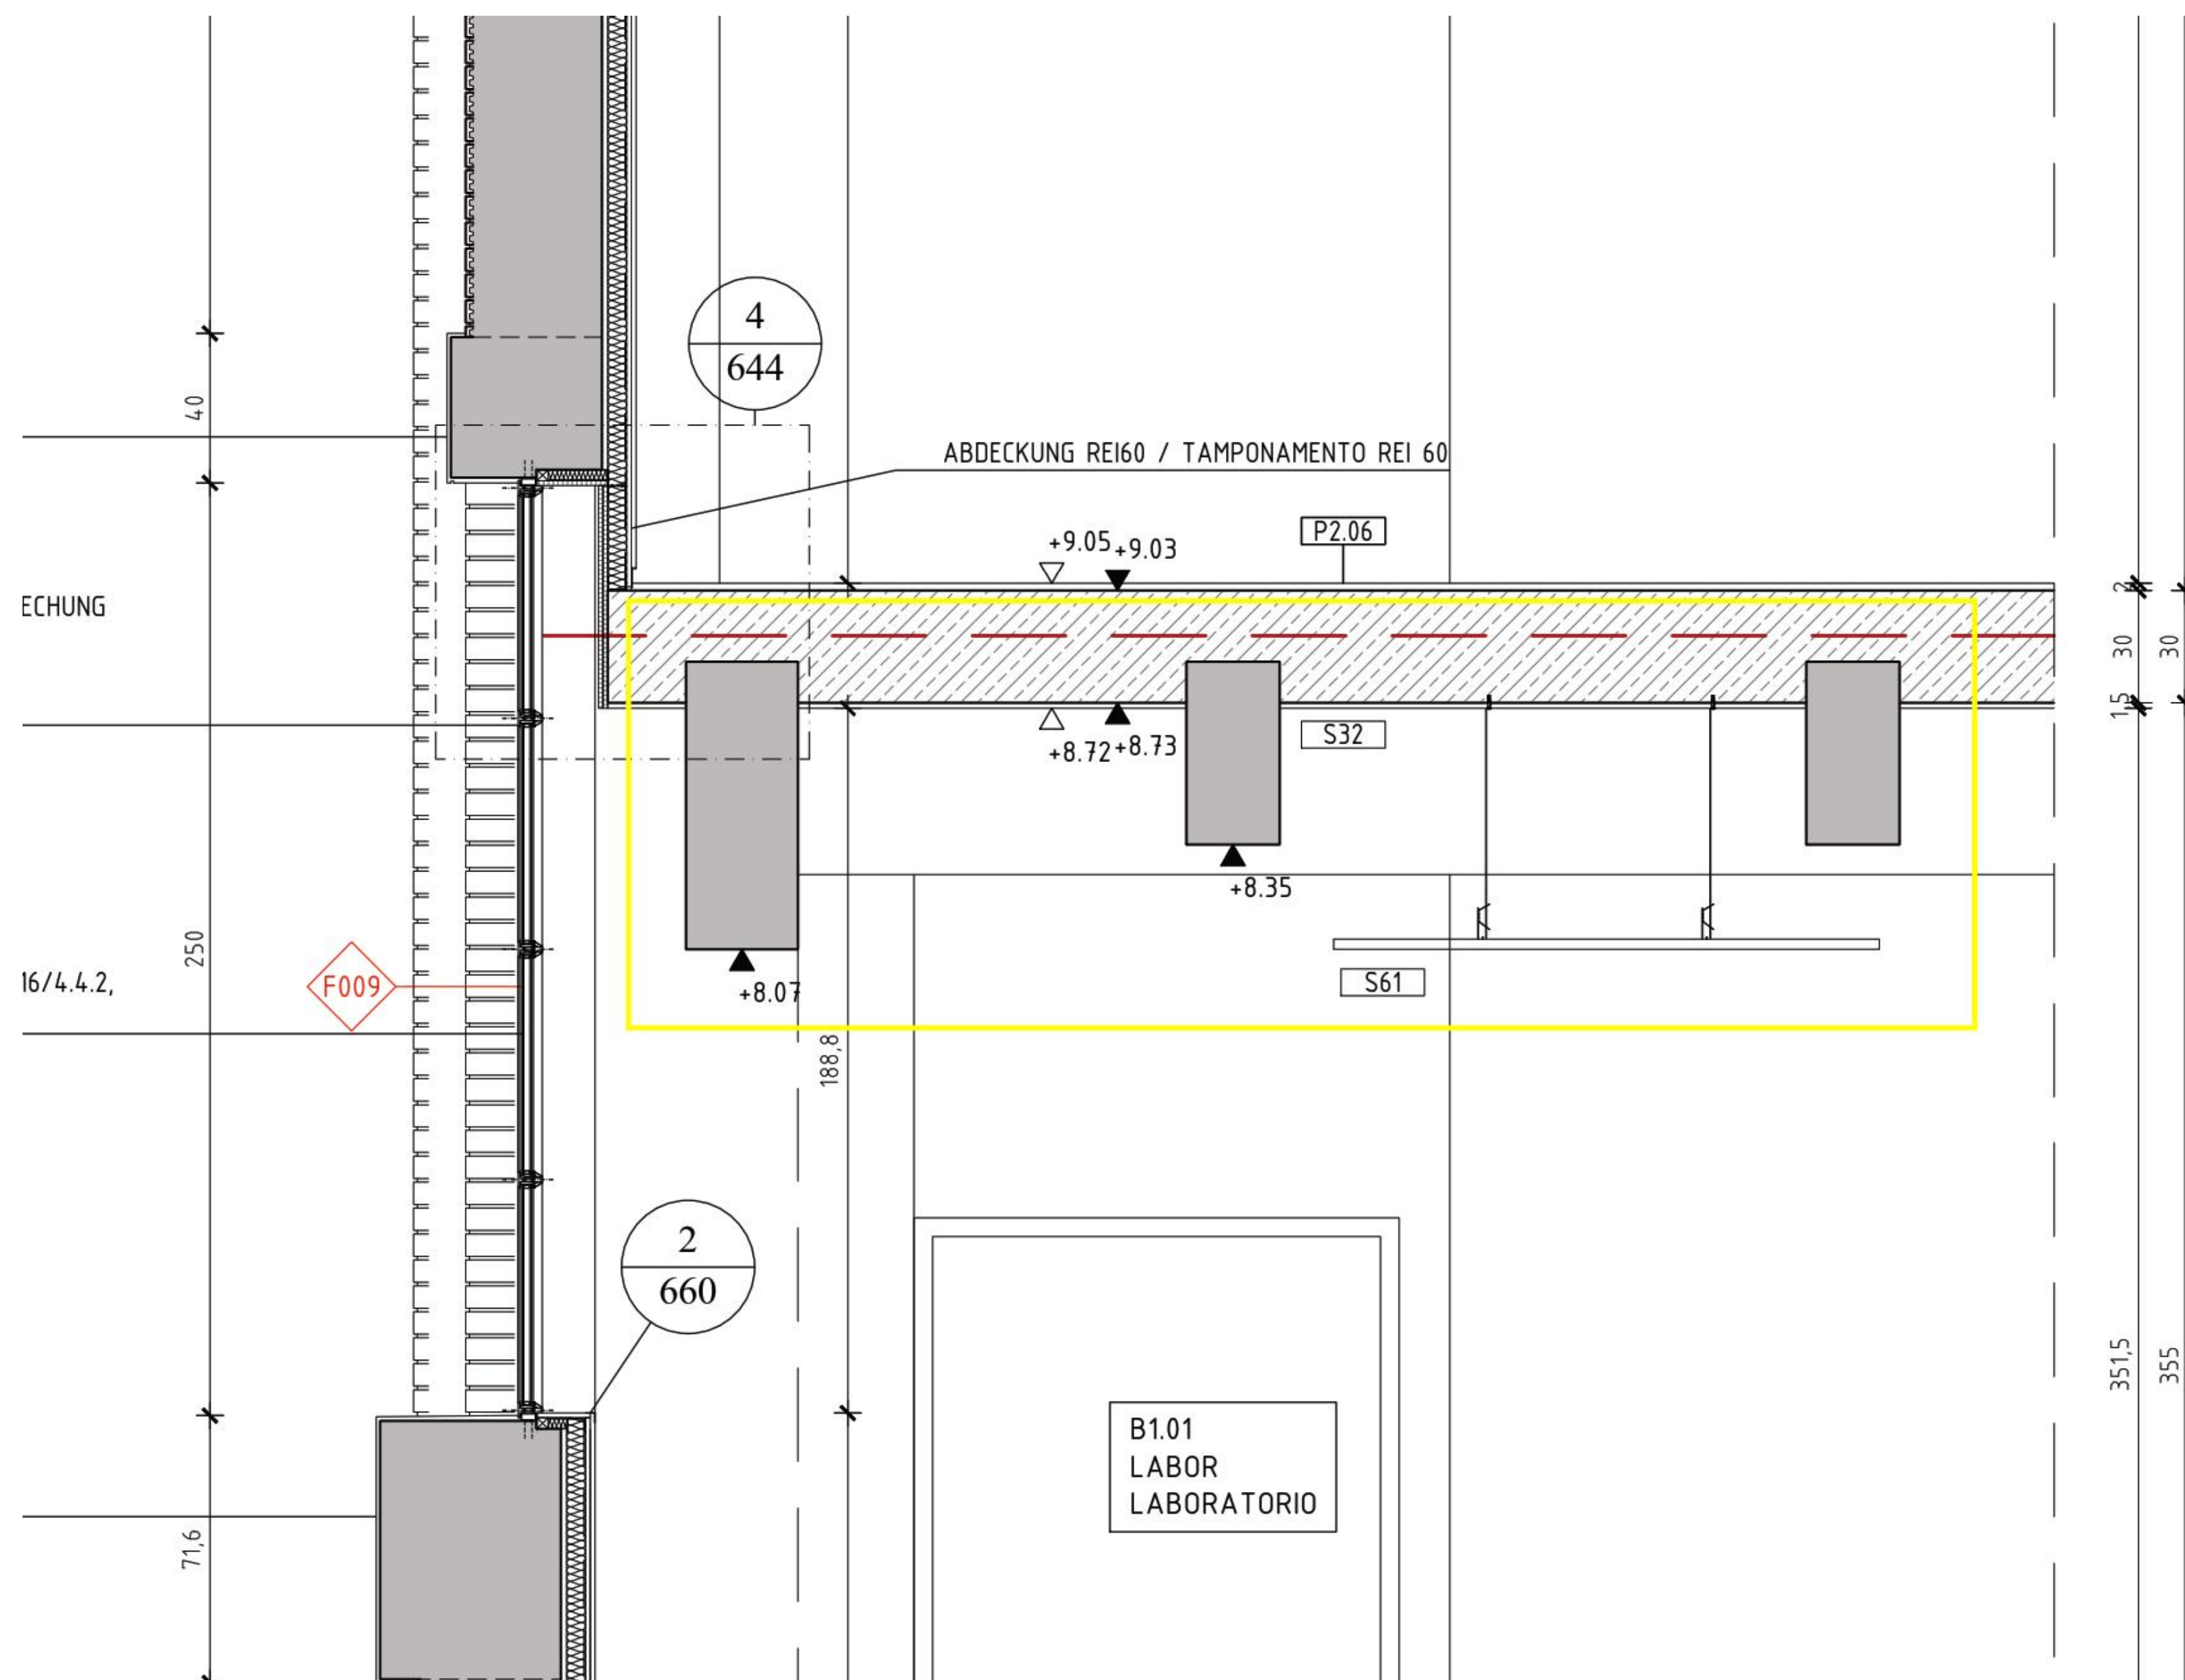 40
4
644
ABDECKUNG REI60 / TAMPONAMENTO REI 60
+9.05
+9.03
P2.06
ECHUNG
2
30
30
1,5
+8.72
+8.73
S32
+8.35
250
16/4.4.2,
F009
+8.07
S61
188,8
2
660
351,5
355
B1.01
LABOR
LABORATORIO
71,6